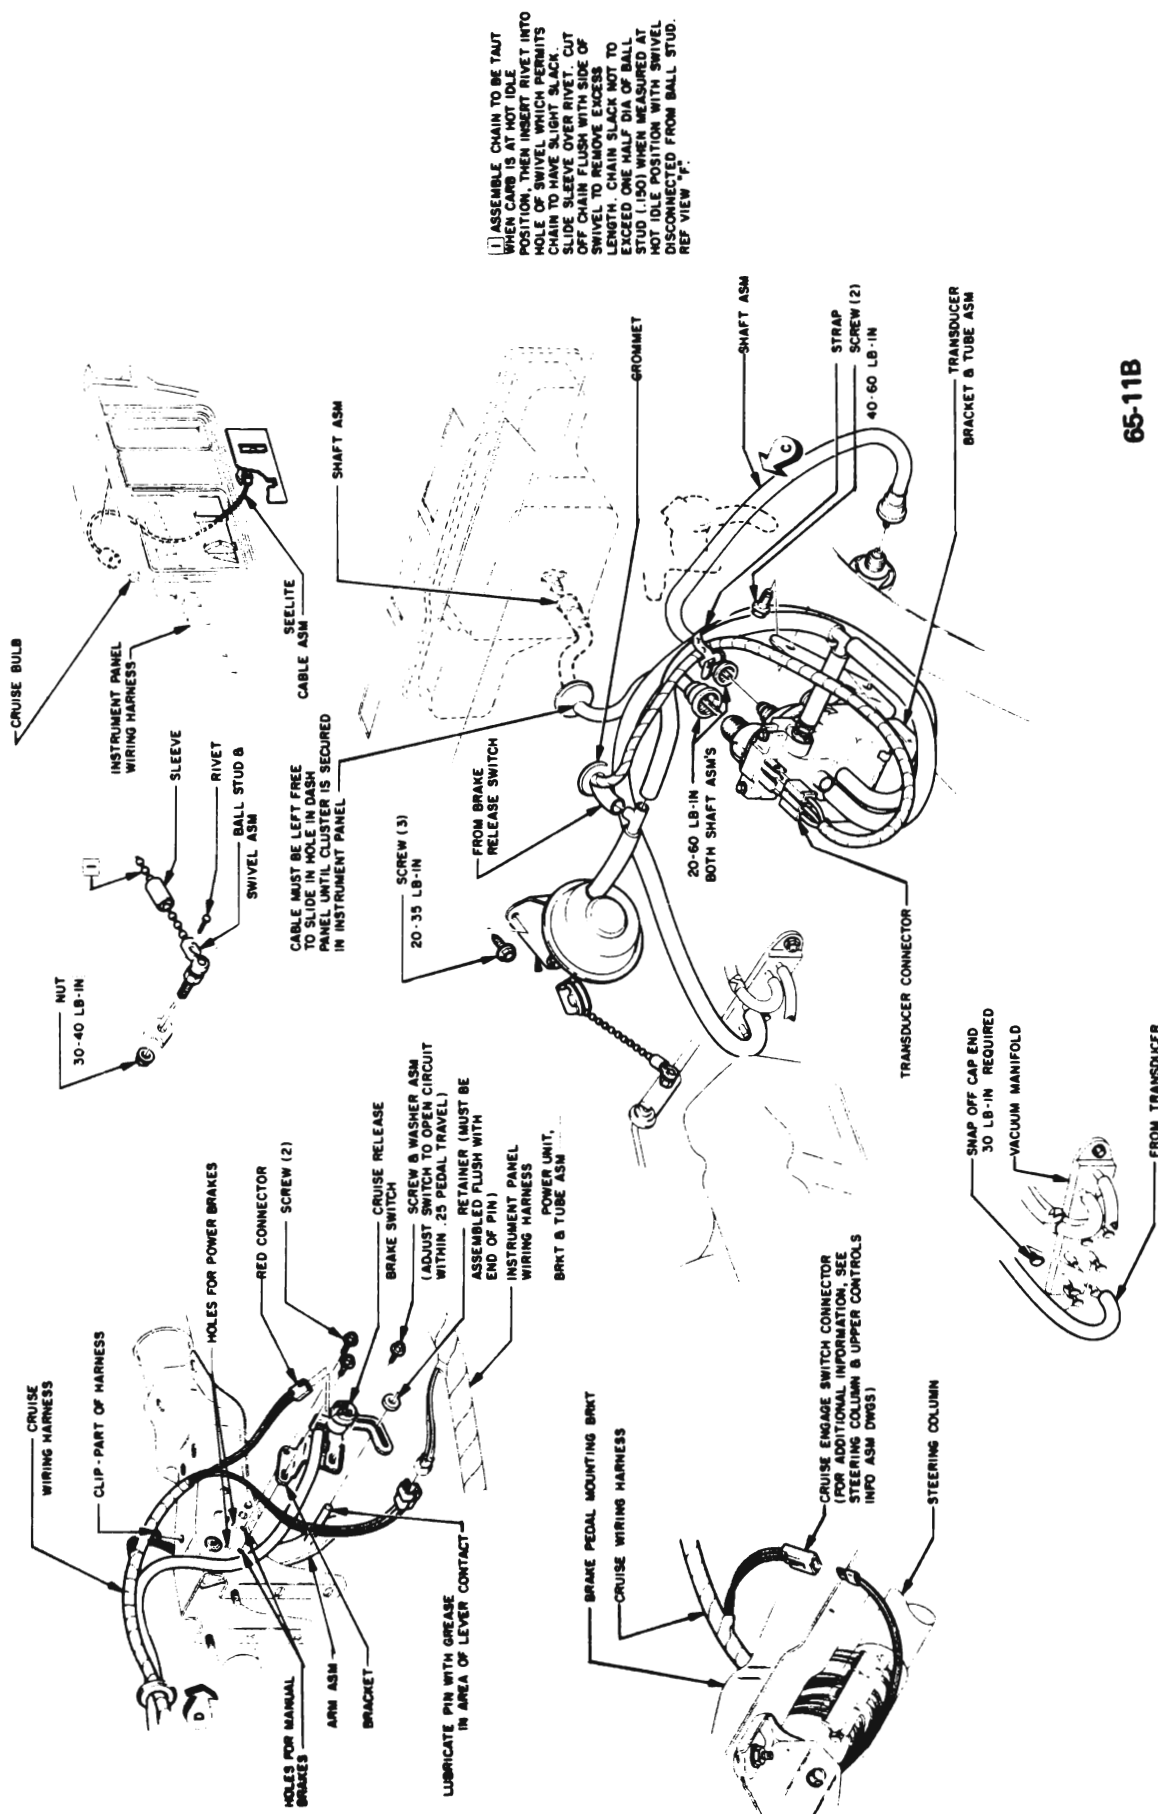 CRUISE
WIRING HARNESS
CLIP-PART OF HARNESS
HOLES FOR POWER BRAKES
RED CONNECTOR
SCREW (2)
CRUISE RELEASE
BRAKE SWITCH
SCREW & WASHER ASM
(ADJUST SWITCH TO OPEN CIRCUIT
WITHIN .25 PEDAL TRAVEL)
RETAINER (MUST BE
ASSEMBLED FLUSH WITH
END OF PIN)
INSTRUMENT PANEL
WIRING HARNESS
POWER UNIT,
BRKT & TUBE ASM
D
HOLES FOR MANUAL
BRAKES
ARM ASM
BRACKET
LUBRICATE PIN WITH GREASE
IN AREA OF LEVER CONTACT
NUT
30-40 LB-IN
1
SLEEVE
RIVET
BALL STUD &
SWIVEL ASM
CRUISE BULB
INSTRUMENT PANEL
WIRING HARNESS
SEELITE
CABLE ASM
CABLE MUST BE LEFT FREE
TO SLIDE IN HOLE IN DASH
PANEL UNTIL CLUSTER IS SECURED
IN INSTRUMENT PANEL
SHAFT ASM
SCREW (3)
20-35 LB-IN
FROM BRAKE
RELEASE SWITCH
GROMMET
20-60 LB-IN
BOTH SHAFT ASM'S
SHAFT ASM
C
STRAP
SCREW (2)
40-60 LB-IN
TRANSDUCER
BRACKET & TUBE ASM
TRANSDUCER CONNECTOR
1 ASSEMBLE CHAIN TO BE TAUT
WHEN CARB IS AT HOT IDLE
POSITION, THEN INSERT RIVET INTO
HOLE OF SWIVEL WHICH PERMITS
CHAIN TO HAVE SLIGHT SLACK.
SLIDE SLEEVE OVER RIVET. CUT
OFF CHAIN FLUSH WITH SIDE OF
SWIVEL TO REMOVE EXCESS
LENGTH. CHAIN SLACK NOT TO
EXCEED ONE HALF DIA OF BALL
STUD (.150) WHEN MEASURED AT
HOT IDLE POSITION WITH SWIVEL
DISCONNECTED FROM BALL STUD.
REF VIEW "F".
BRAKE PEDAL MOUNTING BRKT
CRUISE WIRING HARNESS
CRUISE ENGAGE SWITCH CONNECTOR
(FOR ADDITIONAL INFORMATION, SEE
STEERING COLUMN & UPPER CONTROLS
INFO ASM DWGS)
STEERING COLUMN
SNAP OFF CAP END
30 LB-IN REQUIRED
VACUUM MANIFOLD
FROM TRANSDUCER
65-11B